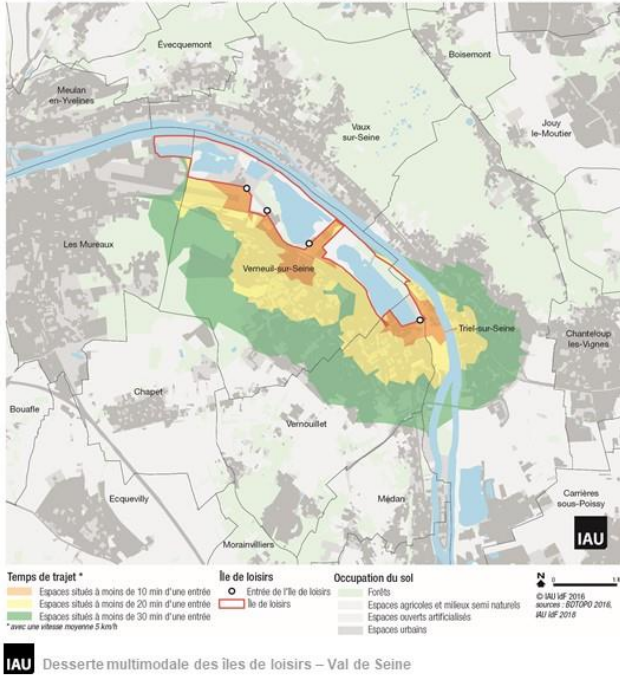 Évecquemont
Boisemont
Meulan
en-Yvelines
Vaux
sur-Seine
Jouy
le-Moutier
Les Mureaux
Verneuil-sur-Seine
Triel-sur-Seine
Chanteloup
les-Vignes
Chapet
Bouafle
Vernouillet
Ecquevilly
Médan
Carrières
sous-Poissy
Morainvilliers
IAU
Temps de trajet *
Espaces situés à moins de 10 min d'une entrée
Espaces situés à moins de 20 min d'une entrée
Espaces situés à moins de 30 min d'une entrée
* avec une vitesse moyenne 5 km/h
Île de loisirs
Entrée de l'île de loisirs
Île de loisirs
Occupation du sol
Forêts
Espaces agricoles et milieux semi naturels
Espaces ouverts artificialisés
Espaces urbains
N
0
© IAU îdF 2016
sources : BDTOPO 2016,
IAU îdF 2016
IAU Desserte multimodale des îles de loisirs – Val de Seine